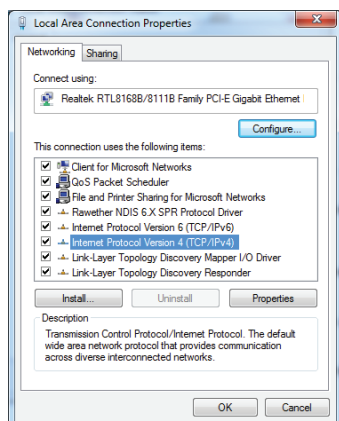 Local Area Connection Properties
Networking
Sharing
Connect using:
Realtek RTL8168B/8111B Family PCI-E Gigabit Ethernet
Configure...
This connection uses the following items:
Client for Microsoft Networks
QoS Packet Scheduler
File and Printer Sharing for Microsoft Networks
Rawether NDIS 6.X SPR Protocol Driver
Internet Protocol Version 6 (TCP/IPv6)
Internet Protocol Version 4 (TCP/IPv4)
Link-Layer Topology Discovery Mapper I/O Driver
Link-Layer Topology Discovery Responder
Install...
Uninstall
Properties
Description
Transmission Control Protocol/Internet Protocol. The default
wide area network protocol that provides communication
across diverse interconnected networks.
OK
Cancel